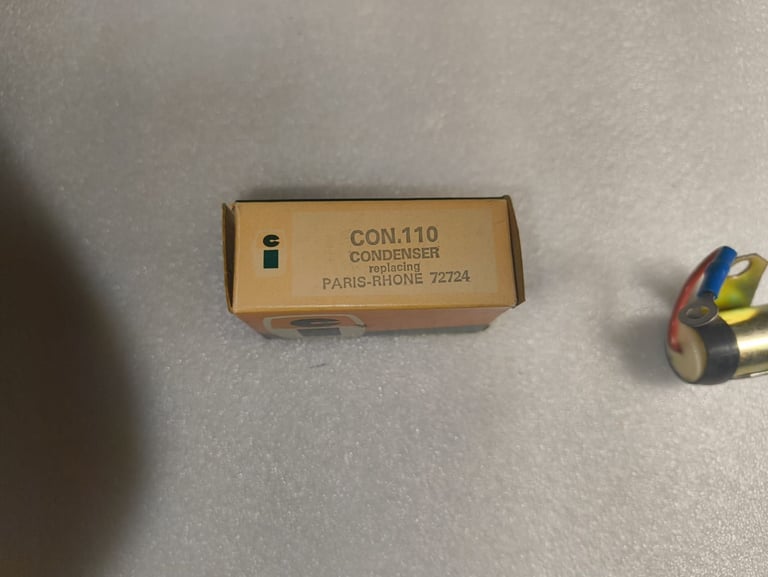 CON.110
CONDENSER
replacing
PARIS-RHONE 72724